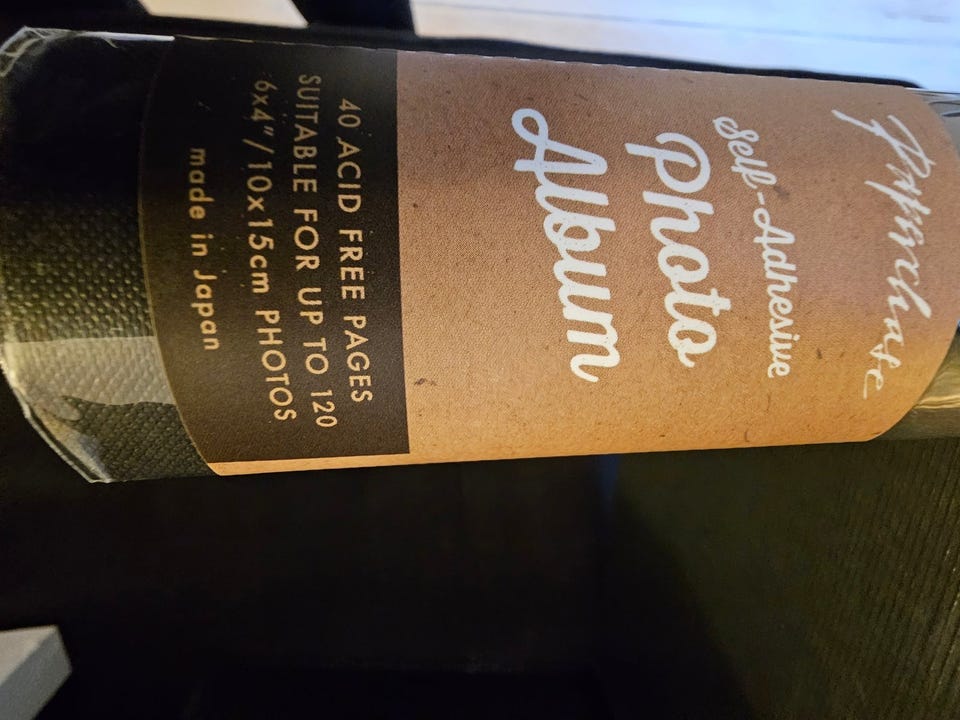 Self-Adhesive
Photo
Album
40 ACID FREE PAGES
SUITABLE FOR UP TO 120
6x4"/10x15cm PHOTOS
made in Japan